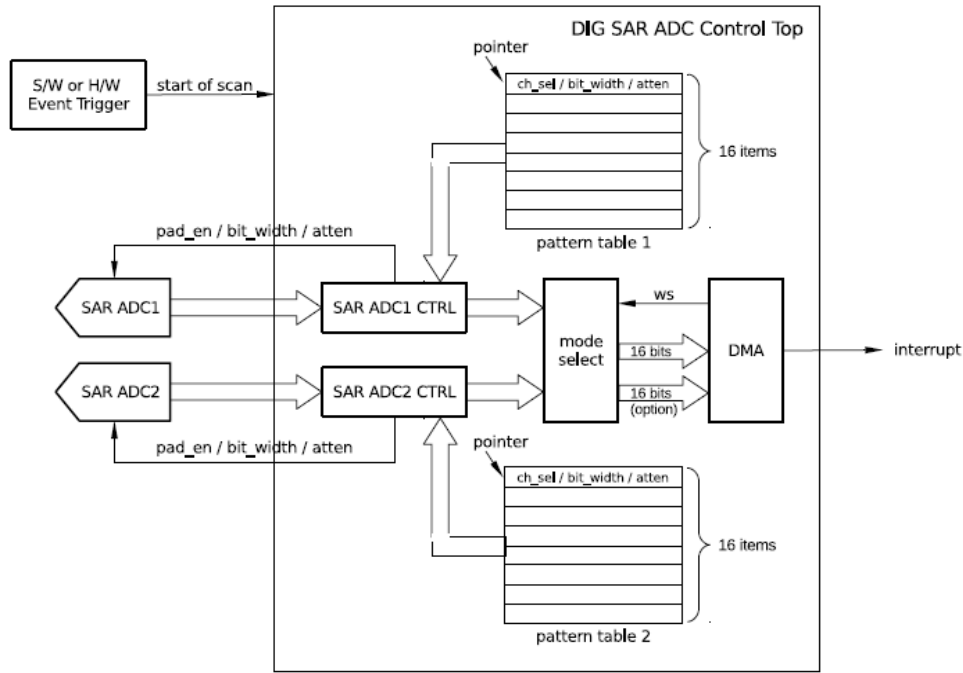 DIG SAR ADC Control Top
pointer
S/W or H/W
Event Trigger
start of scan
ch_sel / bit_width / atten
16 items
pad_en / bit_width / atten
pattern table 1
SAR ADC1
SAR ADC1 CTRL
ws
mode
select
16 bits
DMA
interrupt
SAR ADC2
SAR ADC2 CTRL
16 bits
(option)
pad_en / bit_width / atten
pointer
ch_sel / bit_width / atten
16 items
pattern table 2